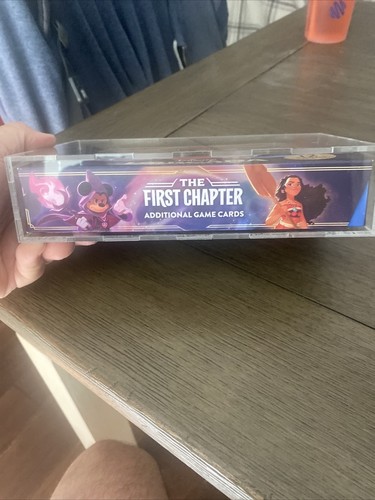 THE
FIRST CHAPTER
ADDITIONAL GAME CARDS